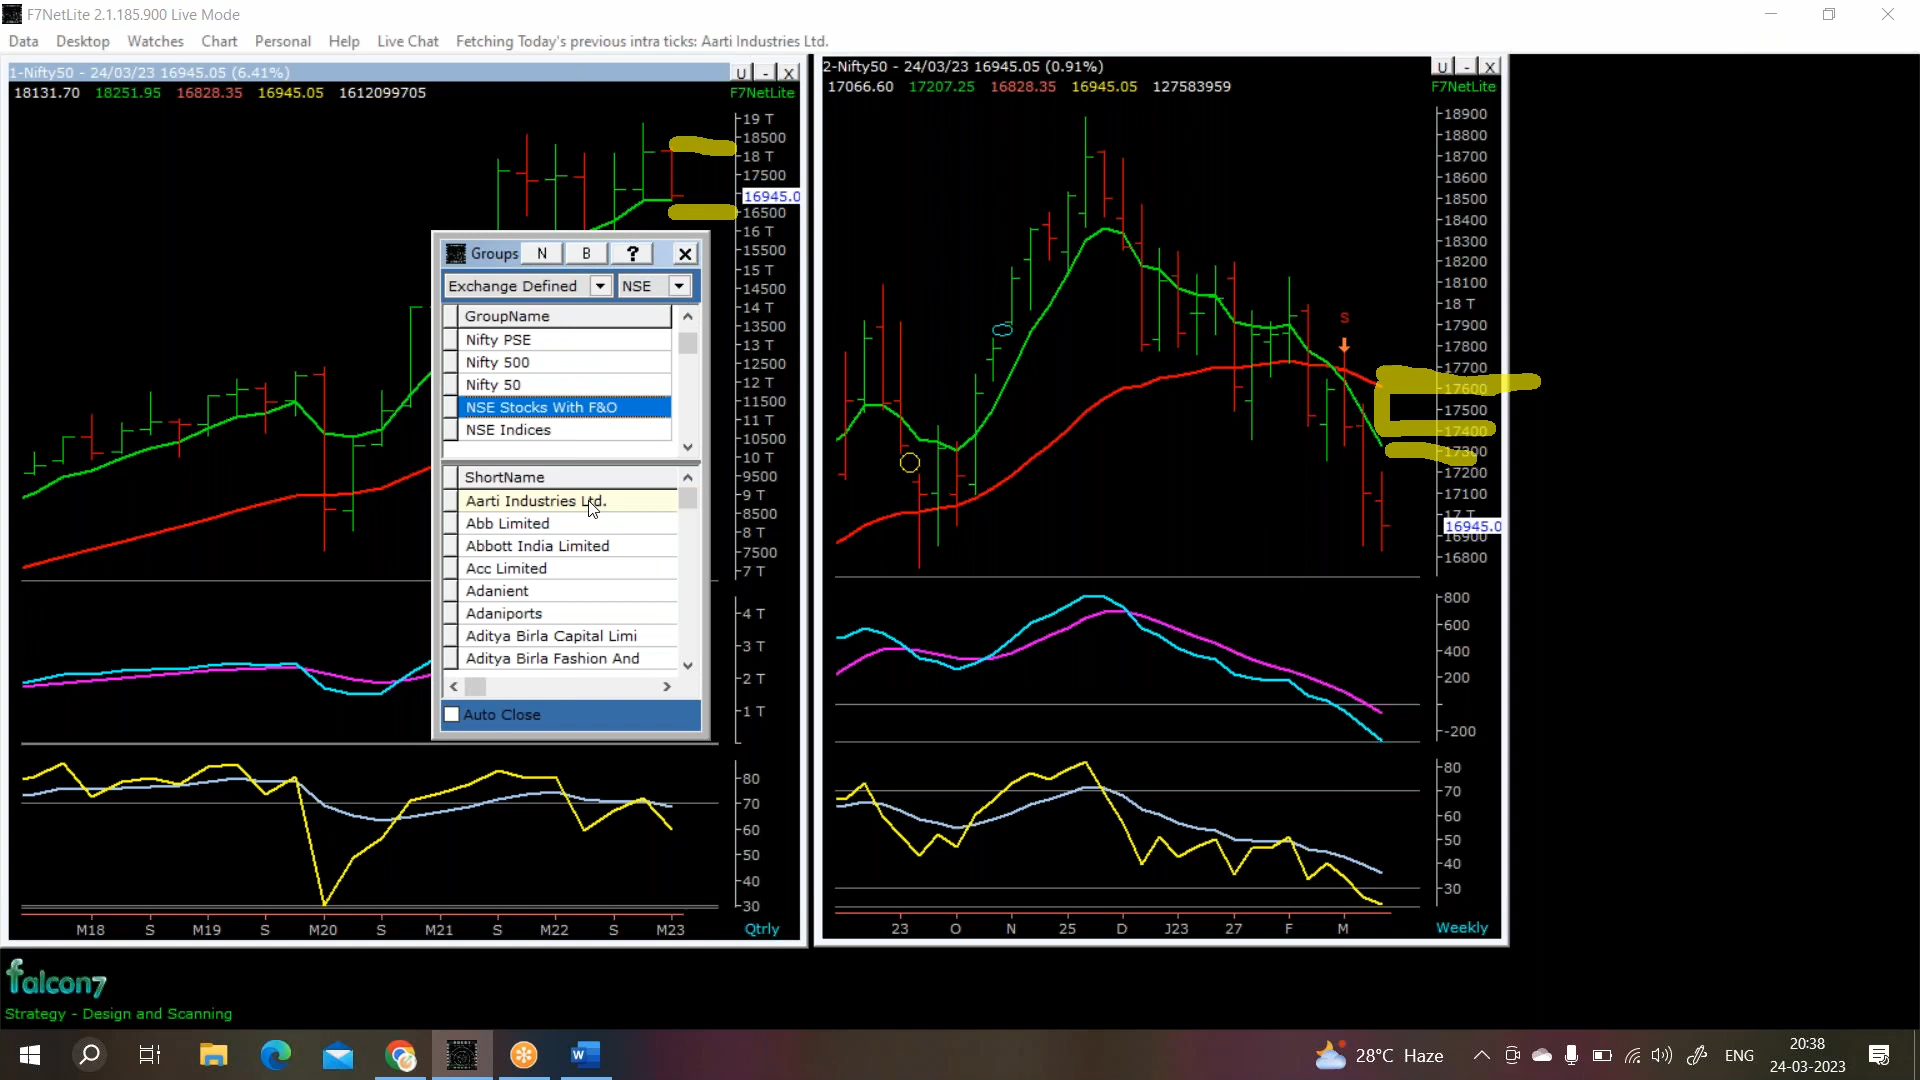 F7NetLite 2.1.185.900 Live Mode
Data Desktop Watches Chart Personal Help Live Chat Fetching Today's previous intra ticks: Aarti Industries Ltd.
1-Nifty50 - 24/03/23 16945.05 (6.41%) U - X
18131.70 18251.95 16828.35 16945.05 1612099705 F7NetLite
19 T
18500
18 T
17500
16945.0
16500
16 T
15500
15 T
14500
14 T
13500
13 T
12500
12 T
11500
11 T
10500
10 T
9500
9 T
8500
8 T
7500
7 T
4 T
3 T
2 T
1 T
80
70
60
50
40
30
M18 S M19 S M20 S M21 S M22 S M23 Qtrly
Groups N B ? X
Exchange Defined NSE
GroupName
Nifty PSE
Nifty 500
Nifty 50
NSE Stocks With F&O
NSE Indices
ShortName
Aarti Industries Ltd.
Abb Limited
Abbott India Limited
Acc Limited
Adanient
Adaniports
Aditya Birla Capital Limi
Aditya Birla Fashion And
Auto Close
2-Nifty50 - 24/03/23 16945.05 (0.91%) U - X
17066.60 17207.25 16828.35 16945.05 127583959 F7NetLite
18900
18800
18700
18600
18500
18400
18300
18200
18100
18 T
17900
S
17800
17700
17600
17500
17400
17300
17200
17100
17 T
16945.0
16900
16800
800
600
400
200
-200
80
70
60
50
40
30
23 O N 25 D J23 27 F M Weekly
falcon7
Strategy - Design and Scanning
28°C Haze ENG 20:38
24-03-2023